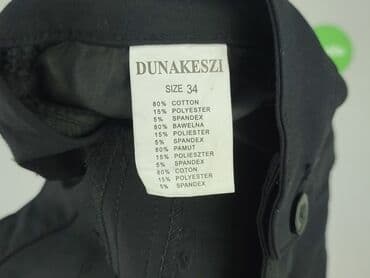 DUNAKESZI
SIZE 34
80% COTTON
15% POLYESTER
5% SPANDEX
80% BAWELNA
15% POLIESTER
5% SPANDEX
80% PAMUT
15% POLIESZTER
5% SPANDEX
80% COTON
15% POLYESTER
5% SPANDEX